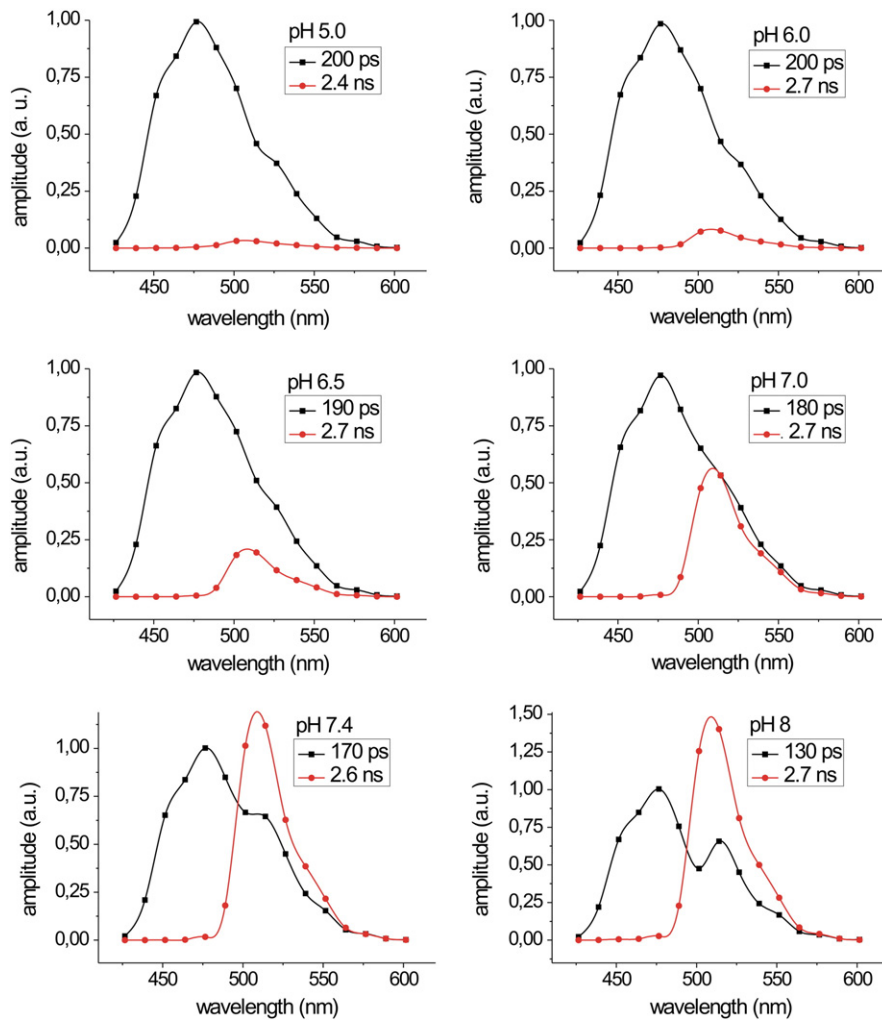 pH 5.0
200 ps
2.4 ns
1,00
0,75
0,50
0,25
0,00
amplitude (a. u.)
450 500 550 600
wavelength (nm)
pH 6.0
200 ps
2.7 ns
1,00
0,75
0,50
0,25
0,00
amplitude (a.u.)
450 500 550 600
wavelength (nm)
pH 6.5
190 ps
2.7 ns
1,00
0,75
0,50
0,25
0,00
amplitude (a.u.)
450 500 550 600
wavelength (nm)
pH 7.0
180 ps
2.7 ns
1,00
0,75
0,50
0,25
0,00
amplitude (a.u.)
450 500 550 600
wavelength (nm)
pH 7.4
170 ps
2.6 ns
1,00
0,75
0,50
0,25
0,00
amplitude (a.u.)
450 500 550 600
wavelength (nm)
pH 8
130 ps
2.7 ns
1,50
1,25
1,00
0,75
0,50
0,25
0,00
amplitude (a.u.)
450 500 550 600
wavelength (nm)